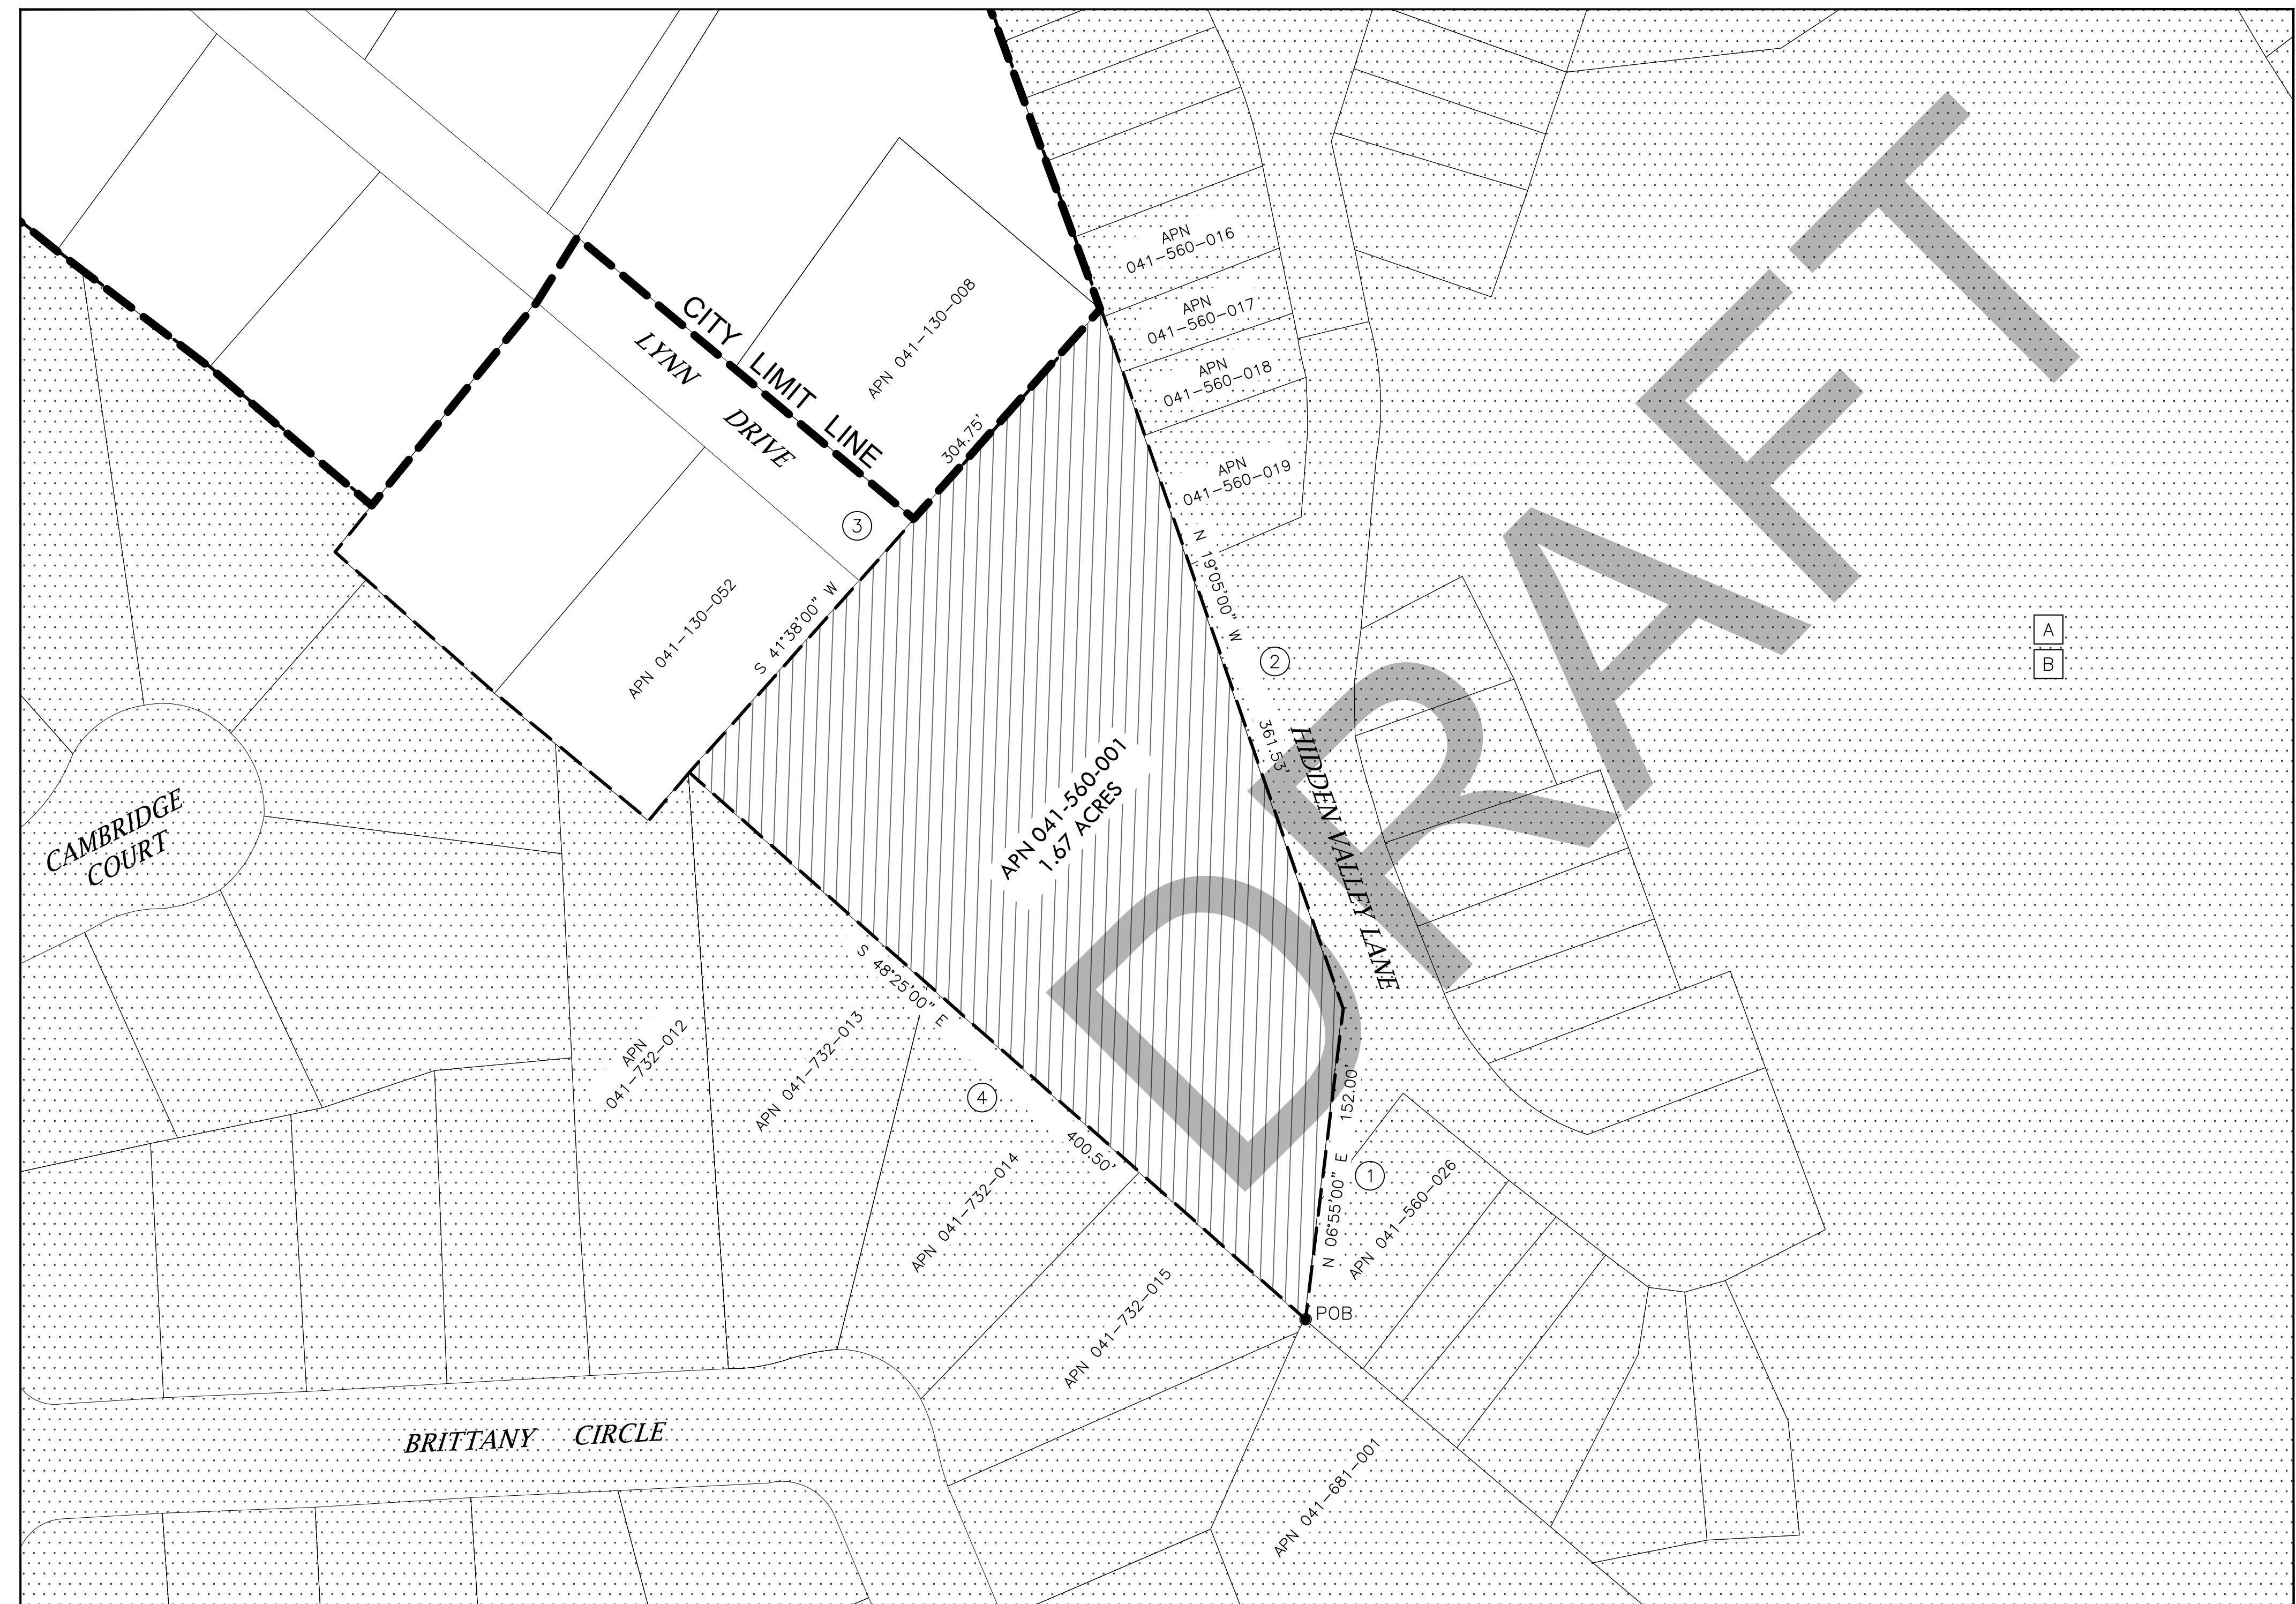 APN
041-560-016
APN
041-560-017
APN
041-560-018
APN
041-560-019
APN 041-130-008
CITY LIMIT LINE
LYNN DRIVE
304.75'
3
APN 041-130-052
S 41°38'00" W
N 19°05'00" W
2
361.53'
HIDDEN VALLEY LANE
A
B
APN 041-560-001
1.67 ACRES
CAMBRIDGE
COURT
S 48°25'00" E
4
400.50'
APN
041-732-012
APN 041-732-013
APN 041-732-014
APN 041-732-015
N 06°55'00" E 152.00'
1
APN 041-560-026
POB
BRITTANY CIRCLE
APN 041-681-001
DRAFT